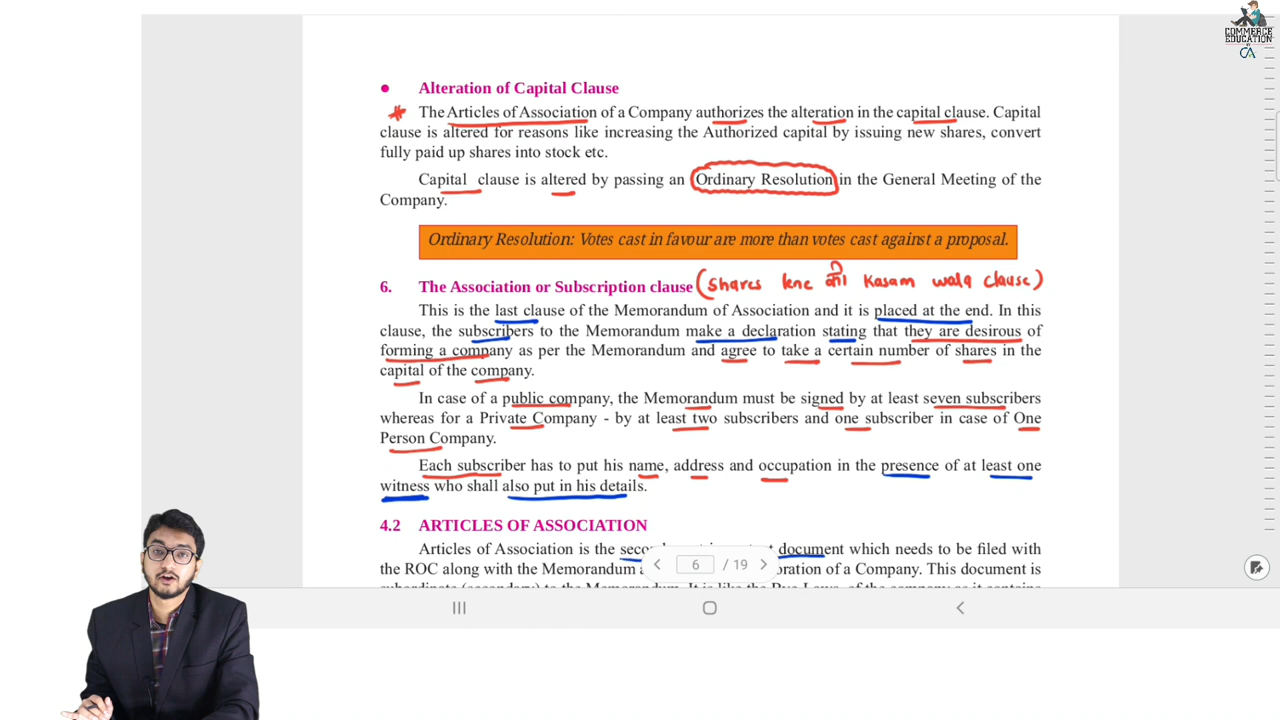 COMMERCE
EDUCATION
BY
CA
● Alteration of Capital Clause
The Articles of Association of a Company authorizes the alteration in the capital clause. Capital
clause is altered for reasons like increasing the Authorized capital by issuing new shares, convert
fully paid up shares into stock etc.
Capital clause is altered by passing an Ordinary Resolution in the General Meeting of the
Company.
Ordinary Resolution: Votes cast in favour are more than votes cast against a proposal.
6. The Association or Subscription clause (Shares lene की kasam wala clause)
This is the last clause of the Memorandum of Association and it is placed at the end. In this
clause, the subscribers to the Memorandum make a declaration stating that they are desirous of
forming a company as per the Memorandum and agree to take a certain number of shares in the
capital of the company.
In case of a public company, the Memorandum must be signed by at least seven subscribers
whereas for a Private Company - by at least two subscribers and one subscriber in case of One
Person Company.
Each subscriber has to put his name, address and occupation in the presence of at least one
witness who shall also put in his details.
4.2 ARTICLES OF ASSOCIATION
Articles of Association is the document which needs to be filed with
6 / 19
the ROC along with the Memorandum of a Company. This document is